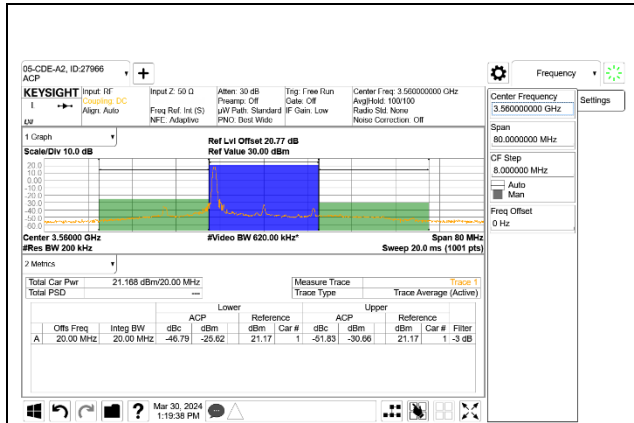 05-CDE-A2, ID:27966
ACP
Frequency
KEYSIGHT Input: RF Input Z: 50 Ω Atten: 30 dB Trig: Free Run Center Freq: 3.560000000 GHz
Coupling: DC Preamp: Off Gate: Off Avg|Hold: 100/100
Align: Auto Freq Ref: Int (S) µW Path: Standard IF Gain: Low Radio Std: None
NFE: Adaptive PNO: Best Wide Noise Correction: Off
Center Frequency
3.560000000 GHz
Settings
Span
80.0000000 MHz
CF Step
8.000000 MHz
Auto
Man
Freq Offset
0 Hz
1 Graph
Scale/Div 10.0 dB
Ref Lvl Offset 20.77 dB
Ref Value 30.00 dBm
20.0
10.0
0.00
-10.0
-20.0
-30.0
-40.0
-50.0
-60.0
Center 3.56000 GHz #Video BW 620.00 kHz* Span 80 MHz
#Res BW 200 kHz Sweep 20.0 ms (1001 pts)
2 Metrics
Total Car Pwr 21.168 dBm/20.00 MHz Measure Trace Trace 1
Total PSD --- Trace Type Trace Average (Active)
Lower Upper
ACP Reference ACP Reference
Offs Freq Integ BW dBc dBm dBm Car # dBc dBm dBm Car # Filter
A 20.00 MHz 20.00 MHz -46.79 -25.62 21.17 1 -51.83 -30.66 21.17 1 -3 dB
Mar 30, 2024
1:19:38 PM